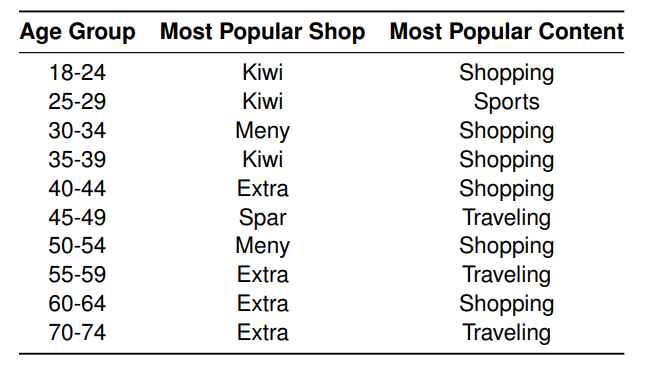 Age Group Most Popular Shop Most Popular Content
18-24 Kiwi Shopping
25-29 Kiwi Sports
30-34 Meny Shopping
35-39 Kiwi Shopping
40-44 Extra Shopping
45-49 Spar Traveling
50-54 Meny Shopping
55-59 Extra Traveling
60-64 Extra Shopping
70-74 Extra Traveling